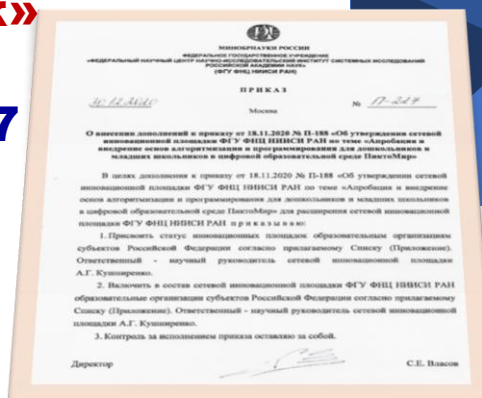 к»
7
МИНОБРНАУКИ РОССИИ
ФЕДЕРАЛЬНОЕ ГОСУДАРСТВЕННОЕ УЧРЕЖДЕНИЕ
«ФЕДЕРАЛЬНЫЙ НАУЧНЫЙ ЦЕНТР НАУЧНО-ИССЛЕДОВАТЕЛЬСКИЙ ИНСТИТУТ СИСТЕМНЫХ ИССЛЕДОВАНИЙ
РОССИЙСКОЙ АКАДЕМИИ НАУК»
(ФГУ ФНЦ НИИСИ РАН)
ПРИКАЗ
30.12.2020
№ П-227
Москва
О внесении дополнений к приказу от 18.11.2020 № П-188 «Об утверждении сетевой
инновационной площадки ФГУ ФНЦ НИИСИ РАН по теме «Апробация и
внедрение основ алгоритмизации и программирования для дошкольников и
младших школьников в цифровой образовательной среде ПиктоМир»
В целях дополнения к приказу от 18.11.2020 № П-188 «Об утверждении сетевой
инновационной площадки ФГУ ФНЦ НИИСИ РАН по теме «Апробация и внедрение
основ алгоритмизации и программирования для дошкольников и младших школьников
в цифровой образовательной среде ПиктоМир» для расширения сетевой инновационной
площадки ФГУ ФНЦ НИИСИ РАН п р и к а з ы в а ю:
1. Присвоить статус инновационных площадок образовательным организациям
субъектов Российской Федерации согласно прилагаемому Списку (Приложение).
Ответственный - научный руководитель сетевой инновационной площадки
А.Г. Кушниренко.
2. Включить в состав сетевой инновационной площадки ФГУ ФНЦ НИИСИ РАН
образовательные организации субъектов Российской Федерации согласно прилагаемому
Списку (Приложение). Ответственный - научный руководитель сетевой инновационной
площадки А.Г. Кушниренко.
3. Контроль за исполнением приказа оставляю за собой.
Директор
С.Е. Власов